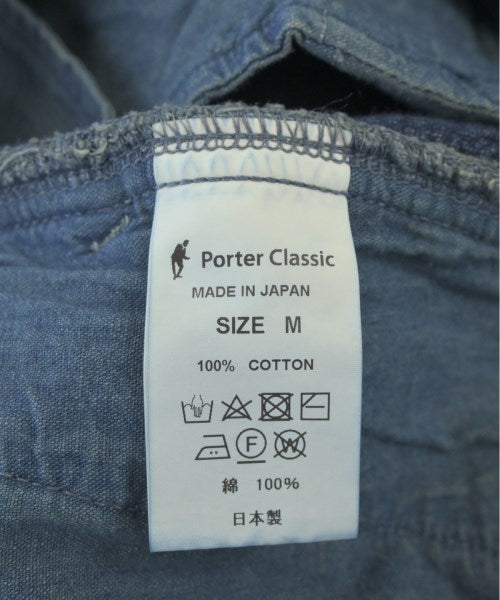 Porter Classic
MADE IN JAPAN
SIZE M
100% COTTON
F W
綿 100%
日本製